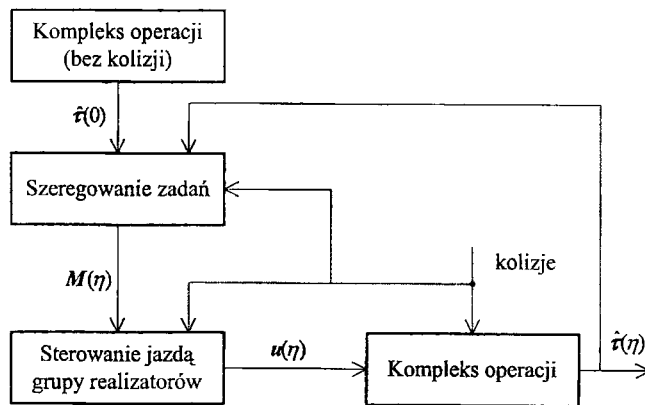 Kompleks operacji
(bez kolizji)
τ̂(0)
Szeregowanie zadań
M(η)
kolizje
Sterowanie jazdą
grupy realizatorów
u(η)
Kompleks operacji
τ̂(η)